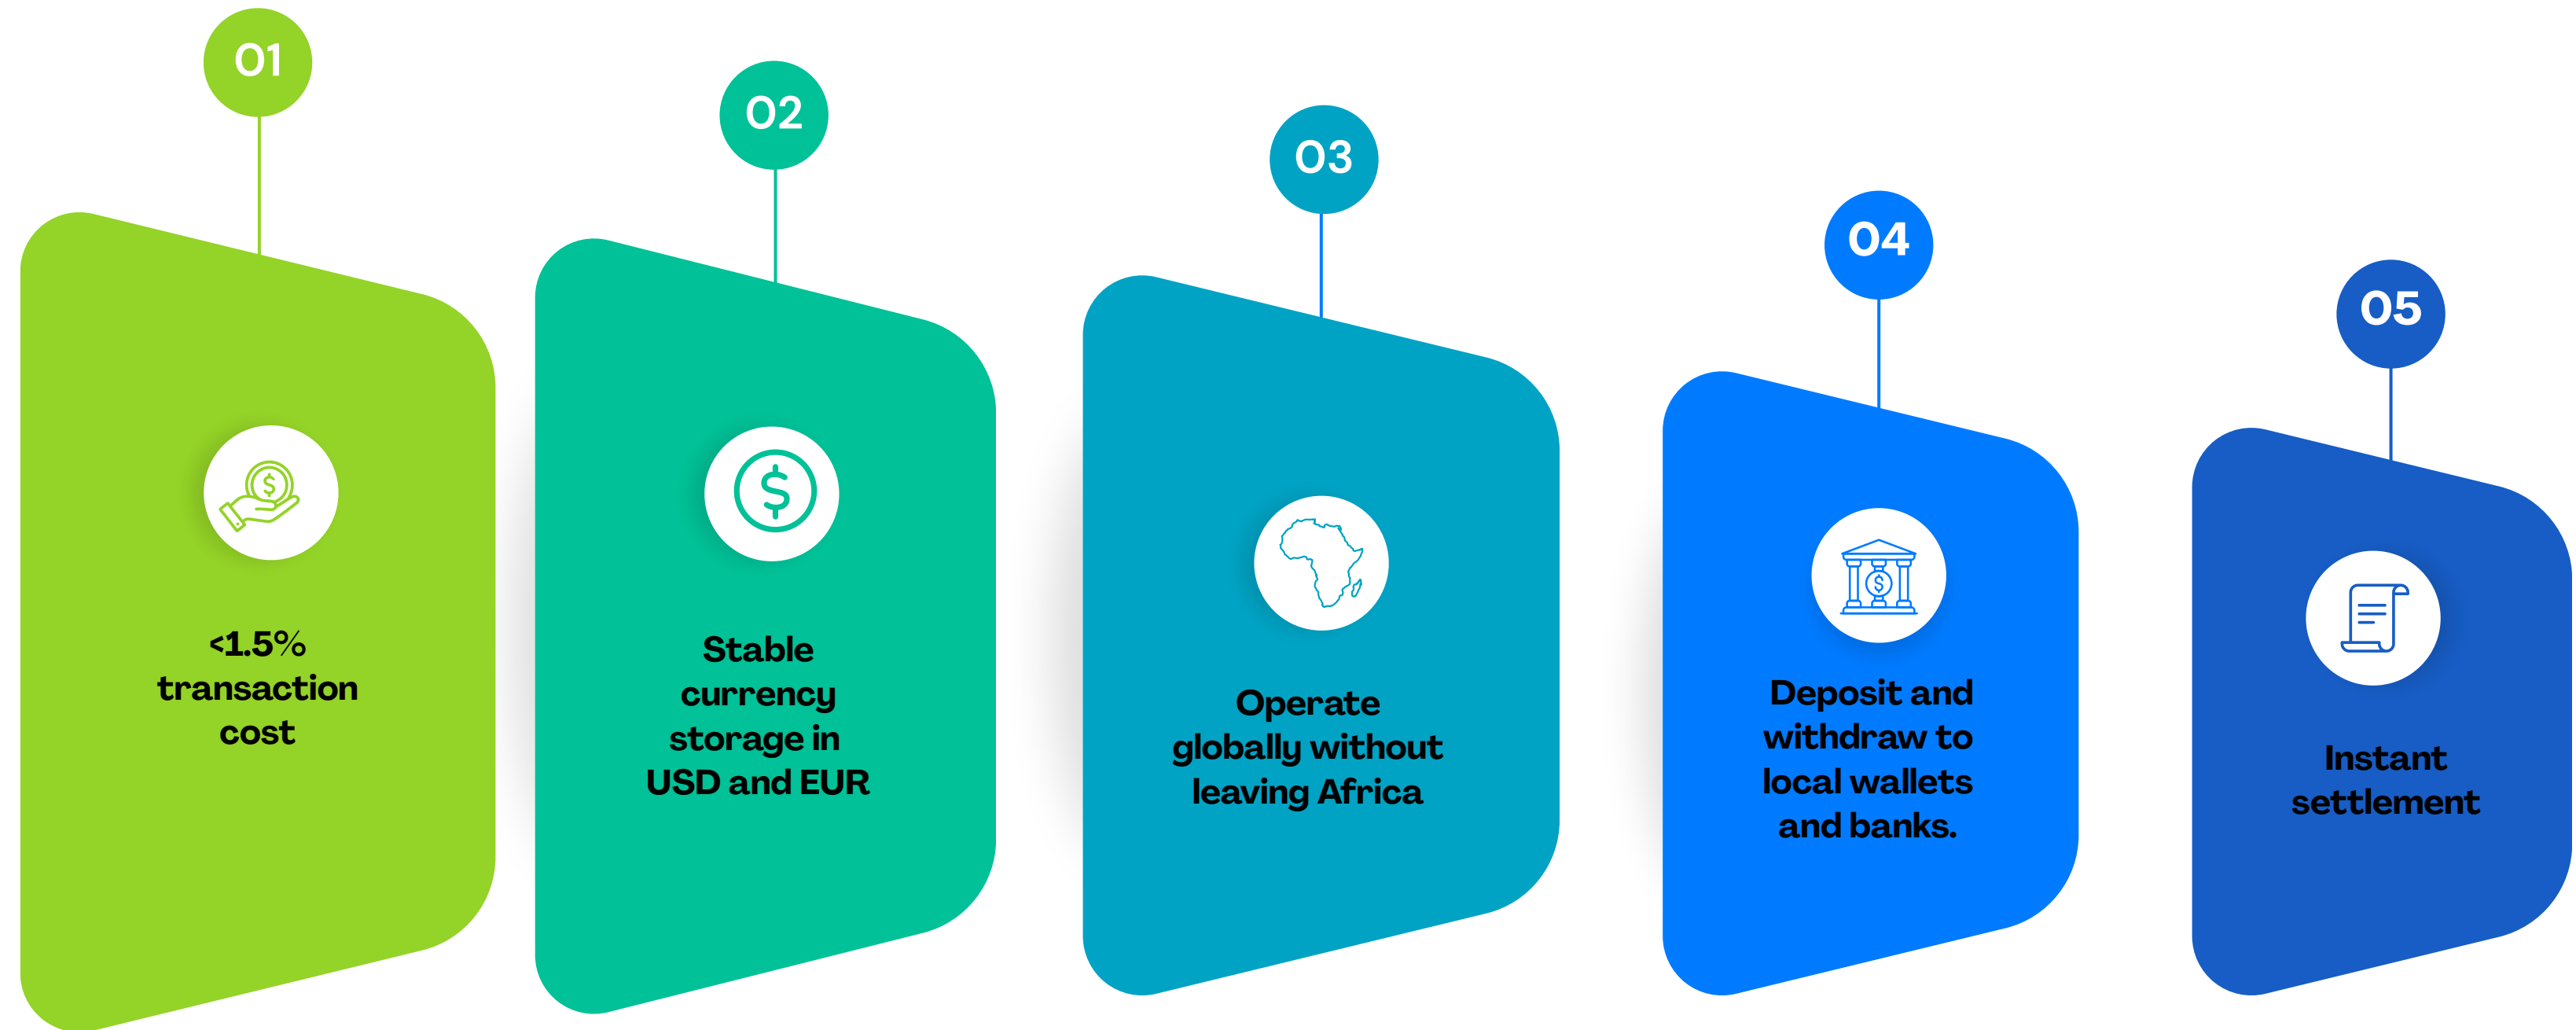 01
<1.5%
transaction
cost
02
Stable
currency
storage in
USD and EUR
03
Operate
globally without
leaving Africa
04
Deposit and
withdraw to
local wallets
and banks.
05
Instant
settlement